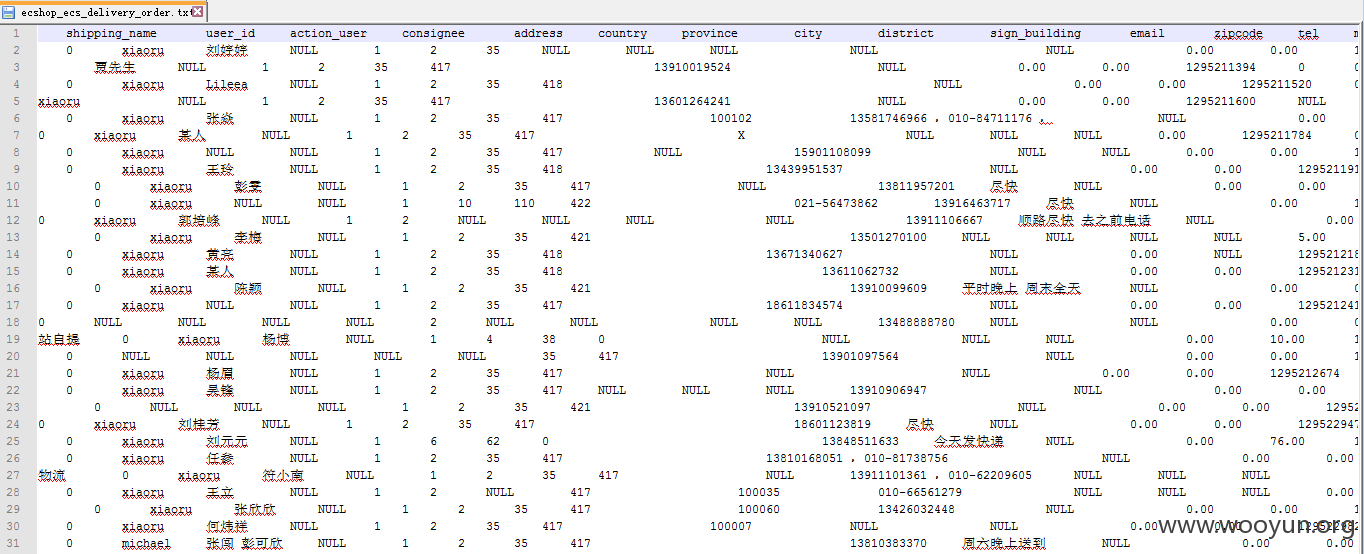 ecshop_ecs_delivery_order.txt
1 shipping_name user_id action_user consignee address country province city district sign_building email zipcode tel m
2 0 xiaoru 刘婷婷 NULL 1 2 35 NULL NULL NULL NULL NULL 0.00 0.00 1
3 贾先生 NULL 1 2 35 417 13910019524 NULL 0.00 0.00 1295211394 0 0
4 0 xiaoru Lileea NULL 1 2 35 418 NULL 0.00 0.00 1295211520
5 xiaoru NULL 1 2 35 417 13601264241 NULL 0.00 0.00 1295211600 NULL
6 0 xiaoru 张焱 NULL 1 2 35 417 100102 13581746966 , 010-84711176 , NULL 0.00
7 0 xiaoru 某人 NULL 1 2 35 417 X NULL NULL NULL 0.00 1295211784 0
8 0 xiaoru NULL NULL 1 2 35 417 NULL 15901108099 NULL NULL 0.00 0.00 1
9 0 xiaoru 王玲 NULL 1 2 35 418 13439951537 NULL 0.00 0.00 129521191
10 0 xiaoru 彭雯 NULL 1 2 35 417 NULL 13811957201 尽快 NULL 0.00 0.00
11 0 xiaoru NULL NULL 1 10 110 422 021-56473862 13916463717 尽快 NULL 0.00 1
12 0 xiaoru 郭培峰 NULL 1 2 NULL NULL NULL NULL 13911106667 顺路尽快 去之前电话 NULL 0.00
13 0 xiaoru 李梅 NULL 1 2 35 421 13501270100 NULL NULL NULL NULL 5.00
14 0 xiaoru 黄亮 NULL 1 2 35 418 13671340627 NULL 0.00 NULL 129521218
15 0 xiaoru 某人 NULL 1 2 35 418 13611062732 NULL 0.00 0.00 129521231
16 0 xiaoru 陈颖 NULL 1 2 35 421 13910099609 平时晚上 周末全天 NULL 0.00
17 0 xiaoru NULL NULL 1 2 35 417 18611834574 NULL 0.00 0.00 129521241
18 0 NULL NULL NULL NULL 2 NULL NULL NULL NULL 13488888780 NULL NULL 0.00
19 站自提 0 xiaoru 杨博 NULL 1 4 38 0 NULL NULL NULL 0.00 10.00 1
20 0 NULL NULL NULL NULL NULL 35 417 13901097564 NULL 0.00 0.00 1
21 0 xiaoru 杨眉 NULL 1 2 35 417 NULL NULL 0.00 0.00 1295212674
22 0 xiaoru 吴锋 NULL 1 2 35 417 NULL NULL NULL 13910906947 NULL 0.00 0.00
23 0 NULL NULL NULL 1 2 35 421 13910521097 NULL 0.00 0.00 12952
24 0 xiaoru 刘桂芳 NULL 1 2 35 417 18601123819 尽快 NULL 0.00 0.00 129522947
25 0 xiaoru 刘元元 NULL 1 6 62 0 13848511633 今天发快递 NULL 0.00 76.00 1
26 0 xiaoru 任参 NULL 1 2 35 417 13810168051 , 010-81738756 NULL 0.00 0.00
27 物流 0 xiaoru 符小南 NULL 1 2 35 417 NULL 13911101361 , 010-62209605 NULL NULL NULL
28 0 xiaoru 王立 NULL 1 2 NULL 417 100035 010-66561279 NULL NULL NULL 0.00
29 0 xiaoru 张欣欣 NULL 1 2 35 417 100060 13426032448 NULL 0.00 0.00
30 0 xiaoru 何炜祥 NULL 1 2 35 417 100007 NULL NULL NULL 0.00
31 0 michael 张闯 彭可欣 NULL 1 2 35 417 13810383370 周六晚上送到 NULL 0.00
www.wooyun.org